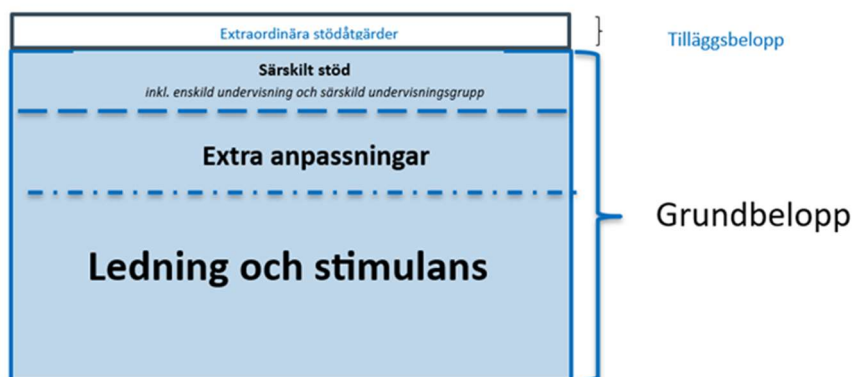 Extraordinära stödåtgärder
Tilläggsbelopp
Särskilt stöd
inkl. enskild undervisning och särskild undervisningsgrupp
Extra anpassningar
Grundbelopp
Ledning och stimulans